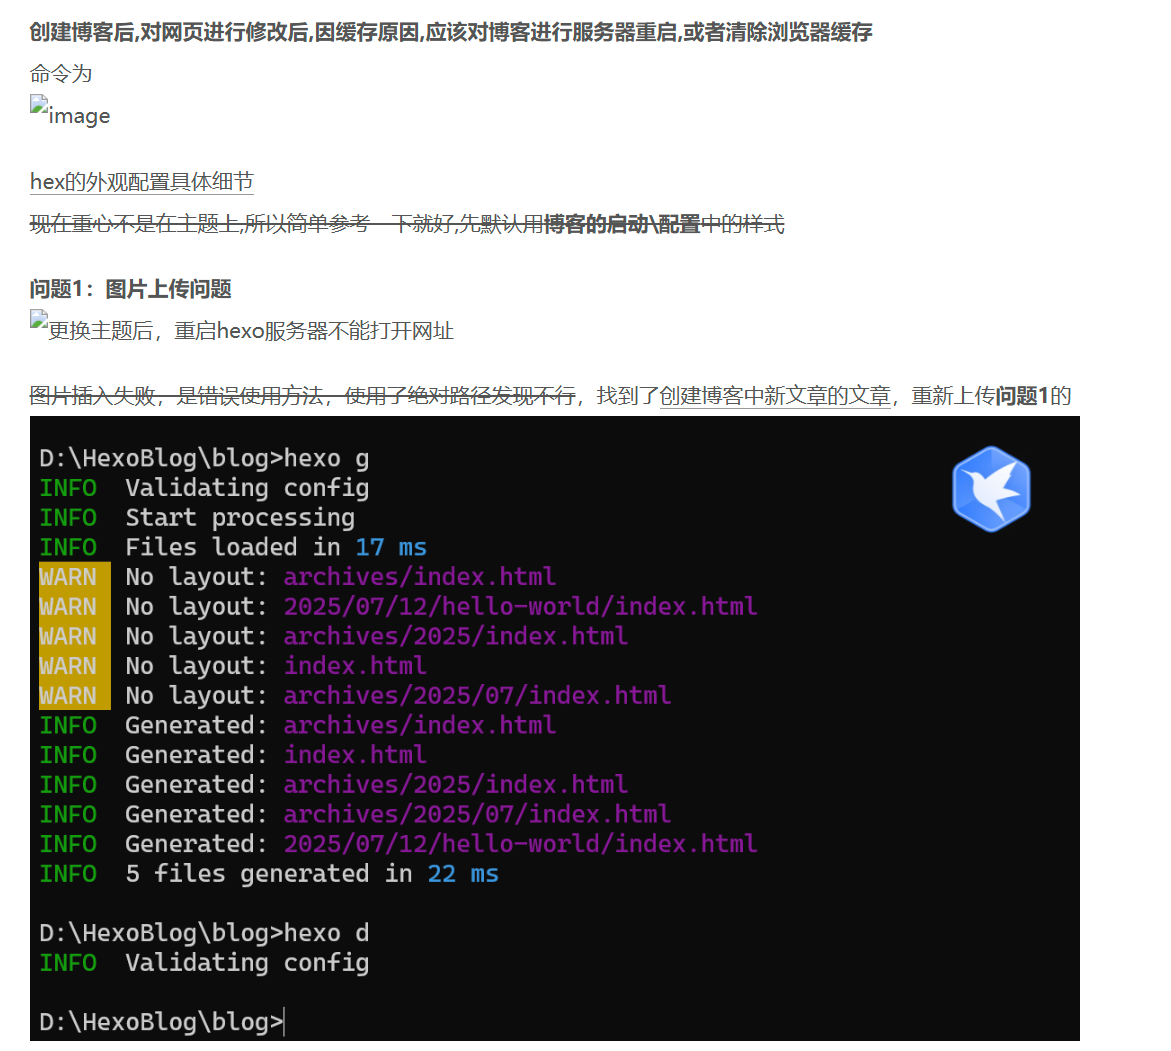 创建博客后,对网页进行修改后,因缓存原因,应该对博客进行服务器重启,或者清除浏览器缓存
命令为
image
hex的外观配置具体细节
现在重心不是在主题上,所以简单参考一下就好,先默认用博客的启动\配置中的样式
问题1：图片上传问题
更换主题后，重启hexo服务器不能打开网址
图片插入失败，是错误使用方法，使用了绝对路径发现不行，找到了创建博客中新文章的文章，重新上传问题1的
D:\HexoBlog\blog>hexo g
INFO  Validating config
INFO  Start processing
INFO  Files loaded in 17 ms
WARN  No layout: archives/index.html
WARN  No layout: 2025/07/12/hello-world/index.html
WARN  No layout: archives/2025/index.html
WARN  No layout: index.html
WARN  No layout: archives/2025/07/index.html
INFO  Generated: archives/index.html
INFO  Generated: index.html
INFO  Generated: archives/2025/index.html
INFO  Generated: archives/2025/07/index.html
INFO  Generated: 2025/07/12/hello-world/index.html
INFO  5 files generated in 22 ms
D:\HexoBlog\blog>hexo d
INFO  Validating config
D:\HexoBlog\blog>